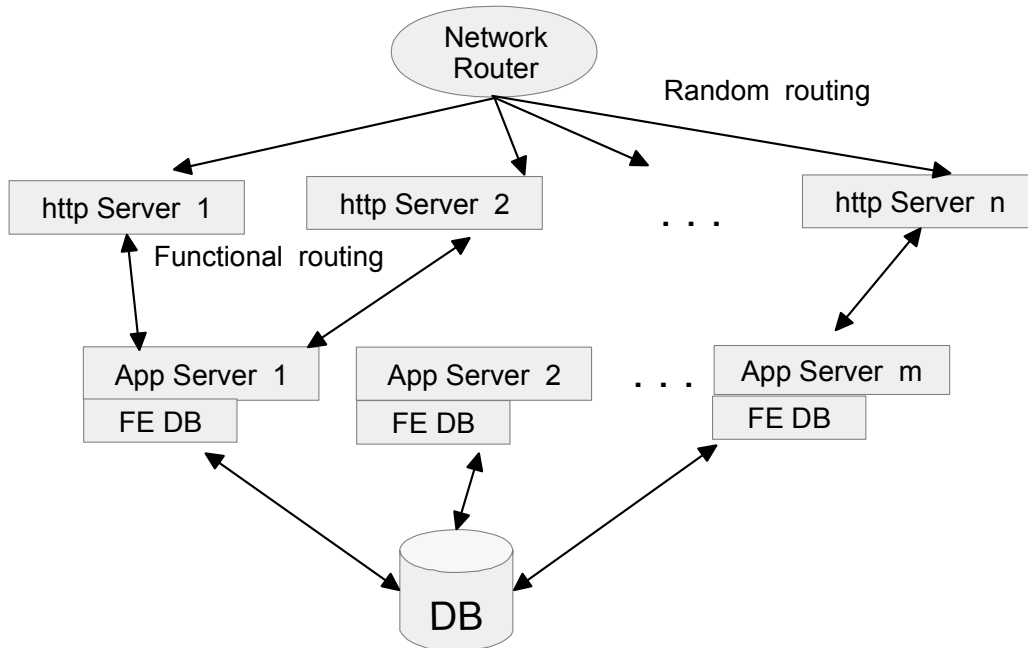 Network
Router
Random routing
http Server 1
http Server 2
. . .
http Server n
Functional routing
App Server 1
App Server 2
. . .
App Server m
FE DB
FE DB
FE DB
DB